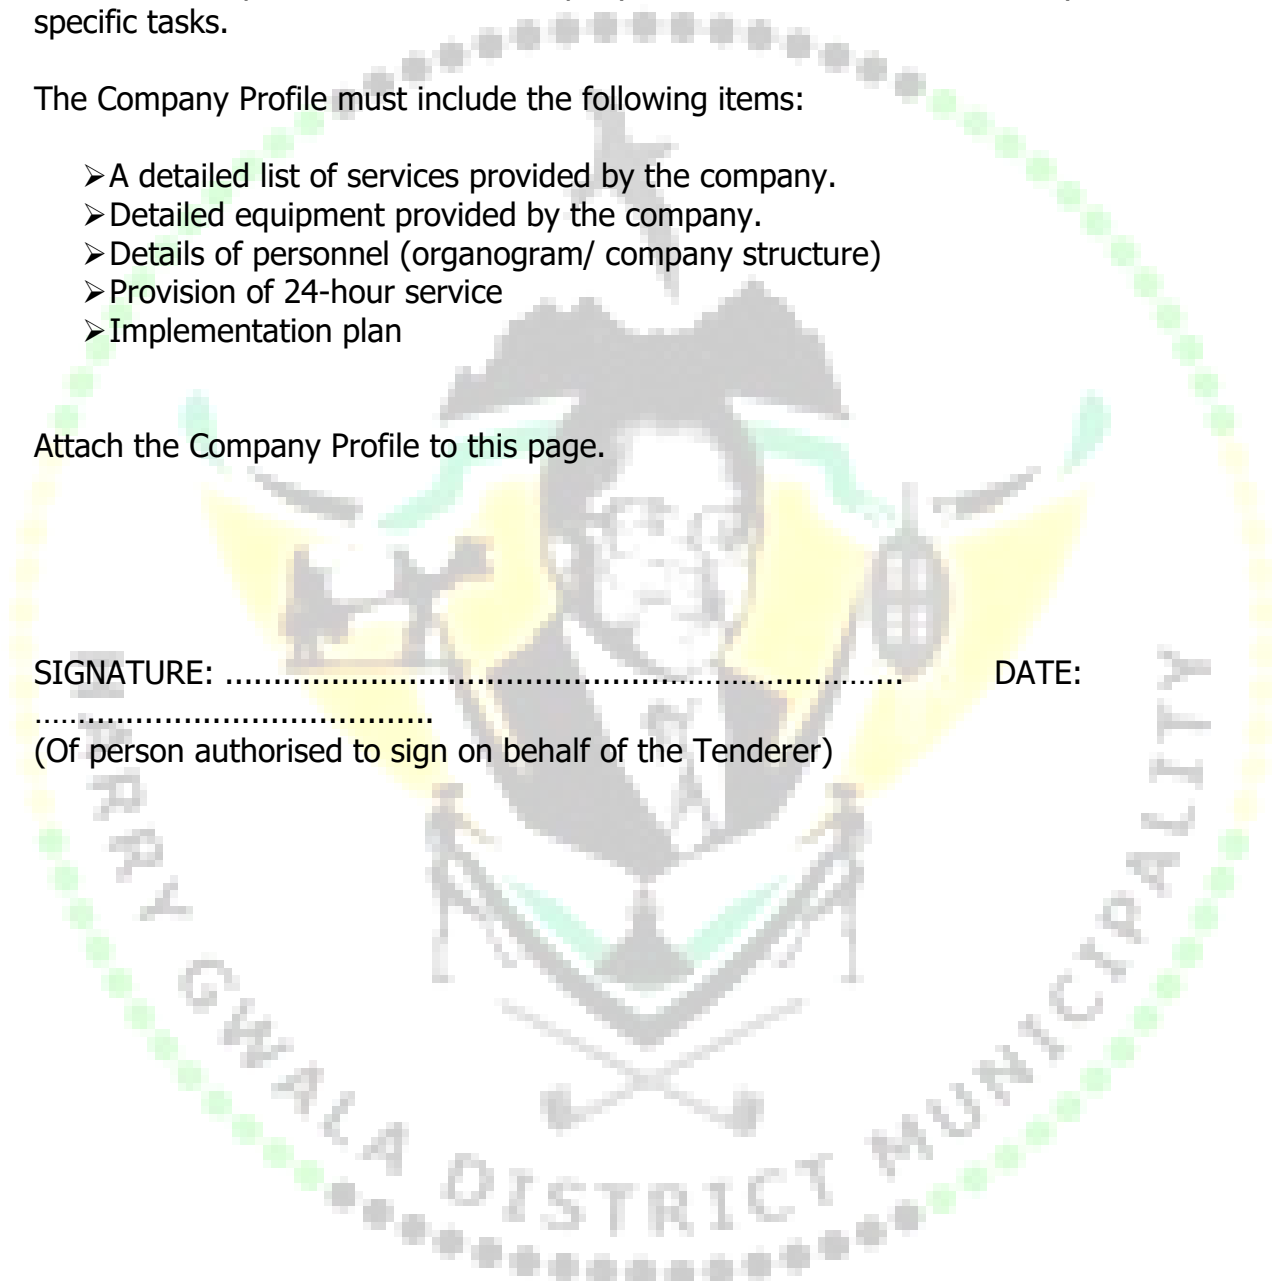 specific tasks.
The Company Profile must include the following items:
➢A detailed list of services provided by the company.
➢Detailed equipment provided by the company.
➢Details of personnel (organogram/ company structure)
➢Provision of 24-hour service
➢Implementation plan
Attach the Company Profile to this page.
SIGNATURE: ................................................................................ DATE:
..........................................
(Of person authorised to sign on behalf of the Tenderer)
HARRY GWALA DISTRICT MUNICIPALITY